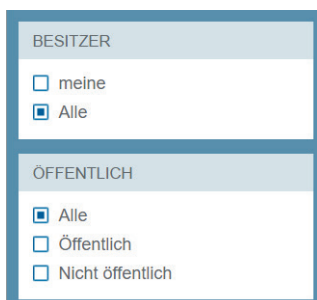 BESITZER
meine
Alle
ÖFFENTLICH
Alle
Öffentlich
Nicht öffentlich